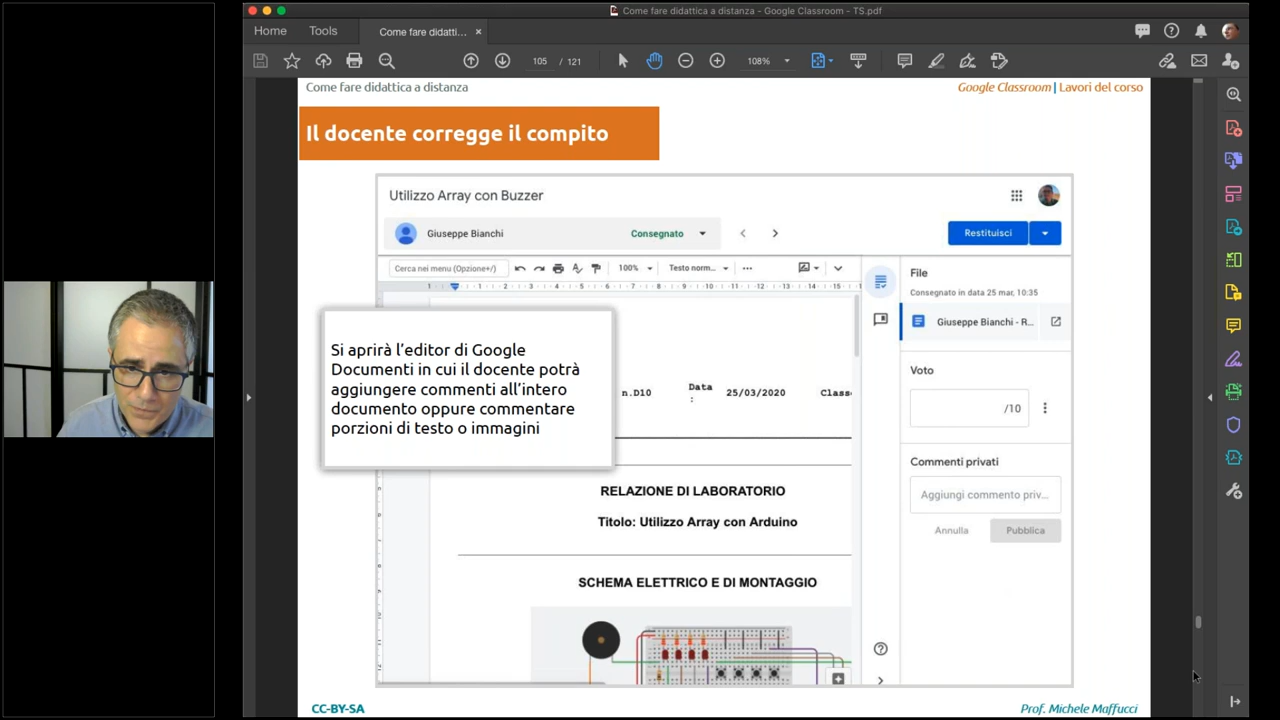 Come fare didattica a distanza - Google Classroom - TS.pdf
Home
Tools
Come fare didatti...
105 / 121
108%
Come fare didattica a distanza
Google Classroom | Lavori del corso
Il docente corregge il compito
Utilizzo Array con Buzzer
Giuseppe Bianchi
Consegnato
Restituisci
Cerca nei menu (Opzione+/)
100%
Testo norm...
File
Consegnato in data 25 mar, 10:35
Giuseppe Bianchi - R...
Voto
/10
Si aprirà l’editor di Google
Documenti in cui il docente potrà
aggiungere commenti all’intero
documento oppure commentare
porzioni di testo o immagini
n.D10
Data
:
25/03/2020
Classe
Commenti privati
Aggiungi commento priv...
Annulla
Pubblica
RELAZIONE DI LABORATORIO
Titolo: Utilizzo Array con Arduino
SCHEMA ELETTRICO E DI MONTAGGIO
CC-BY-SA
Prof. Michele Maffucci